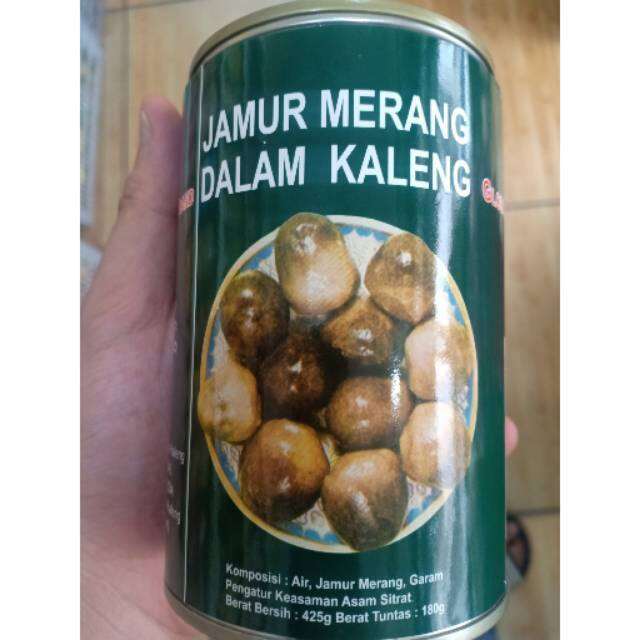 JAMUR MERANG
DALAM KALENG
Komposisi : Air, Jamur Merang, Garam
Pengatur Keasaman Asam Sitrat
Berat Bersih : 425g Berat Tuntas : 180g